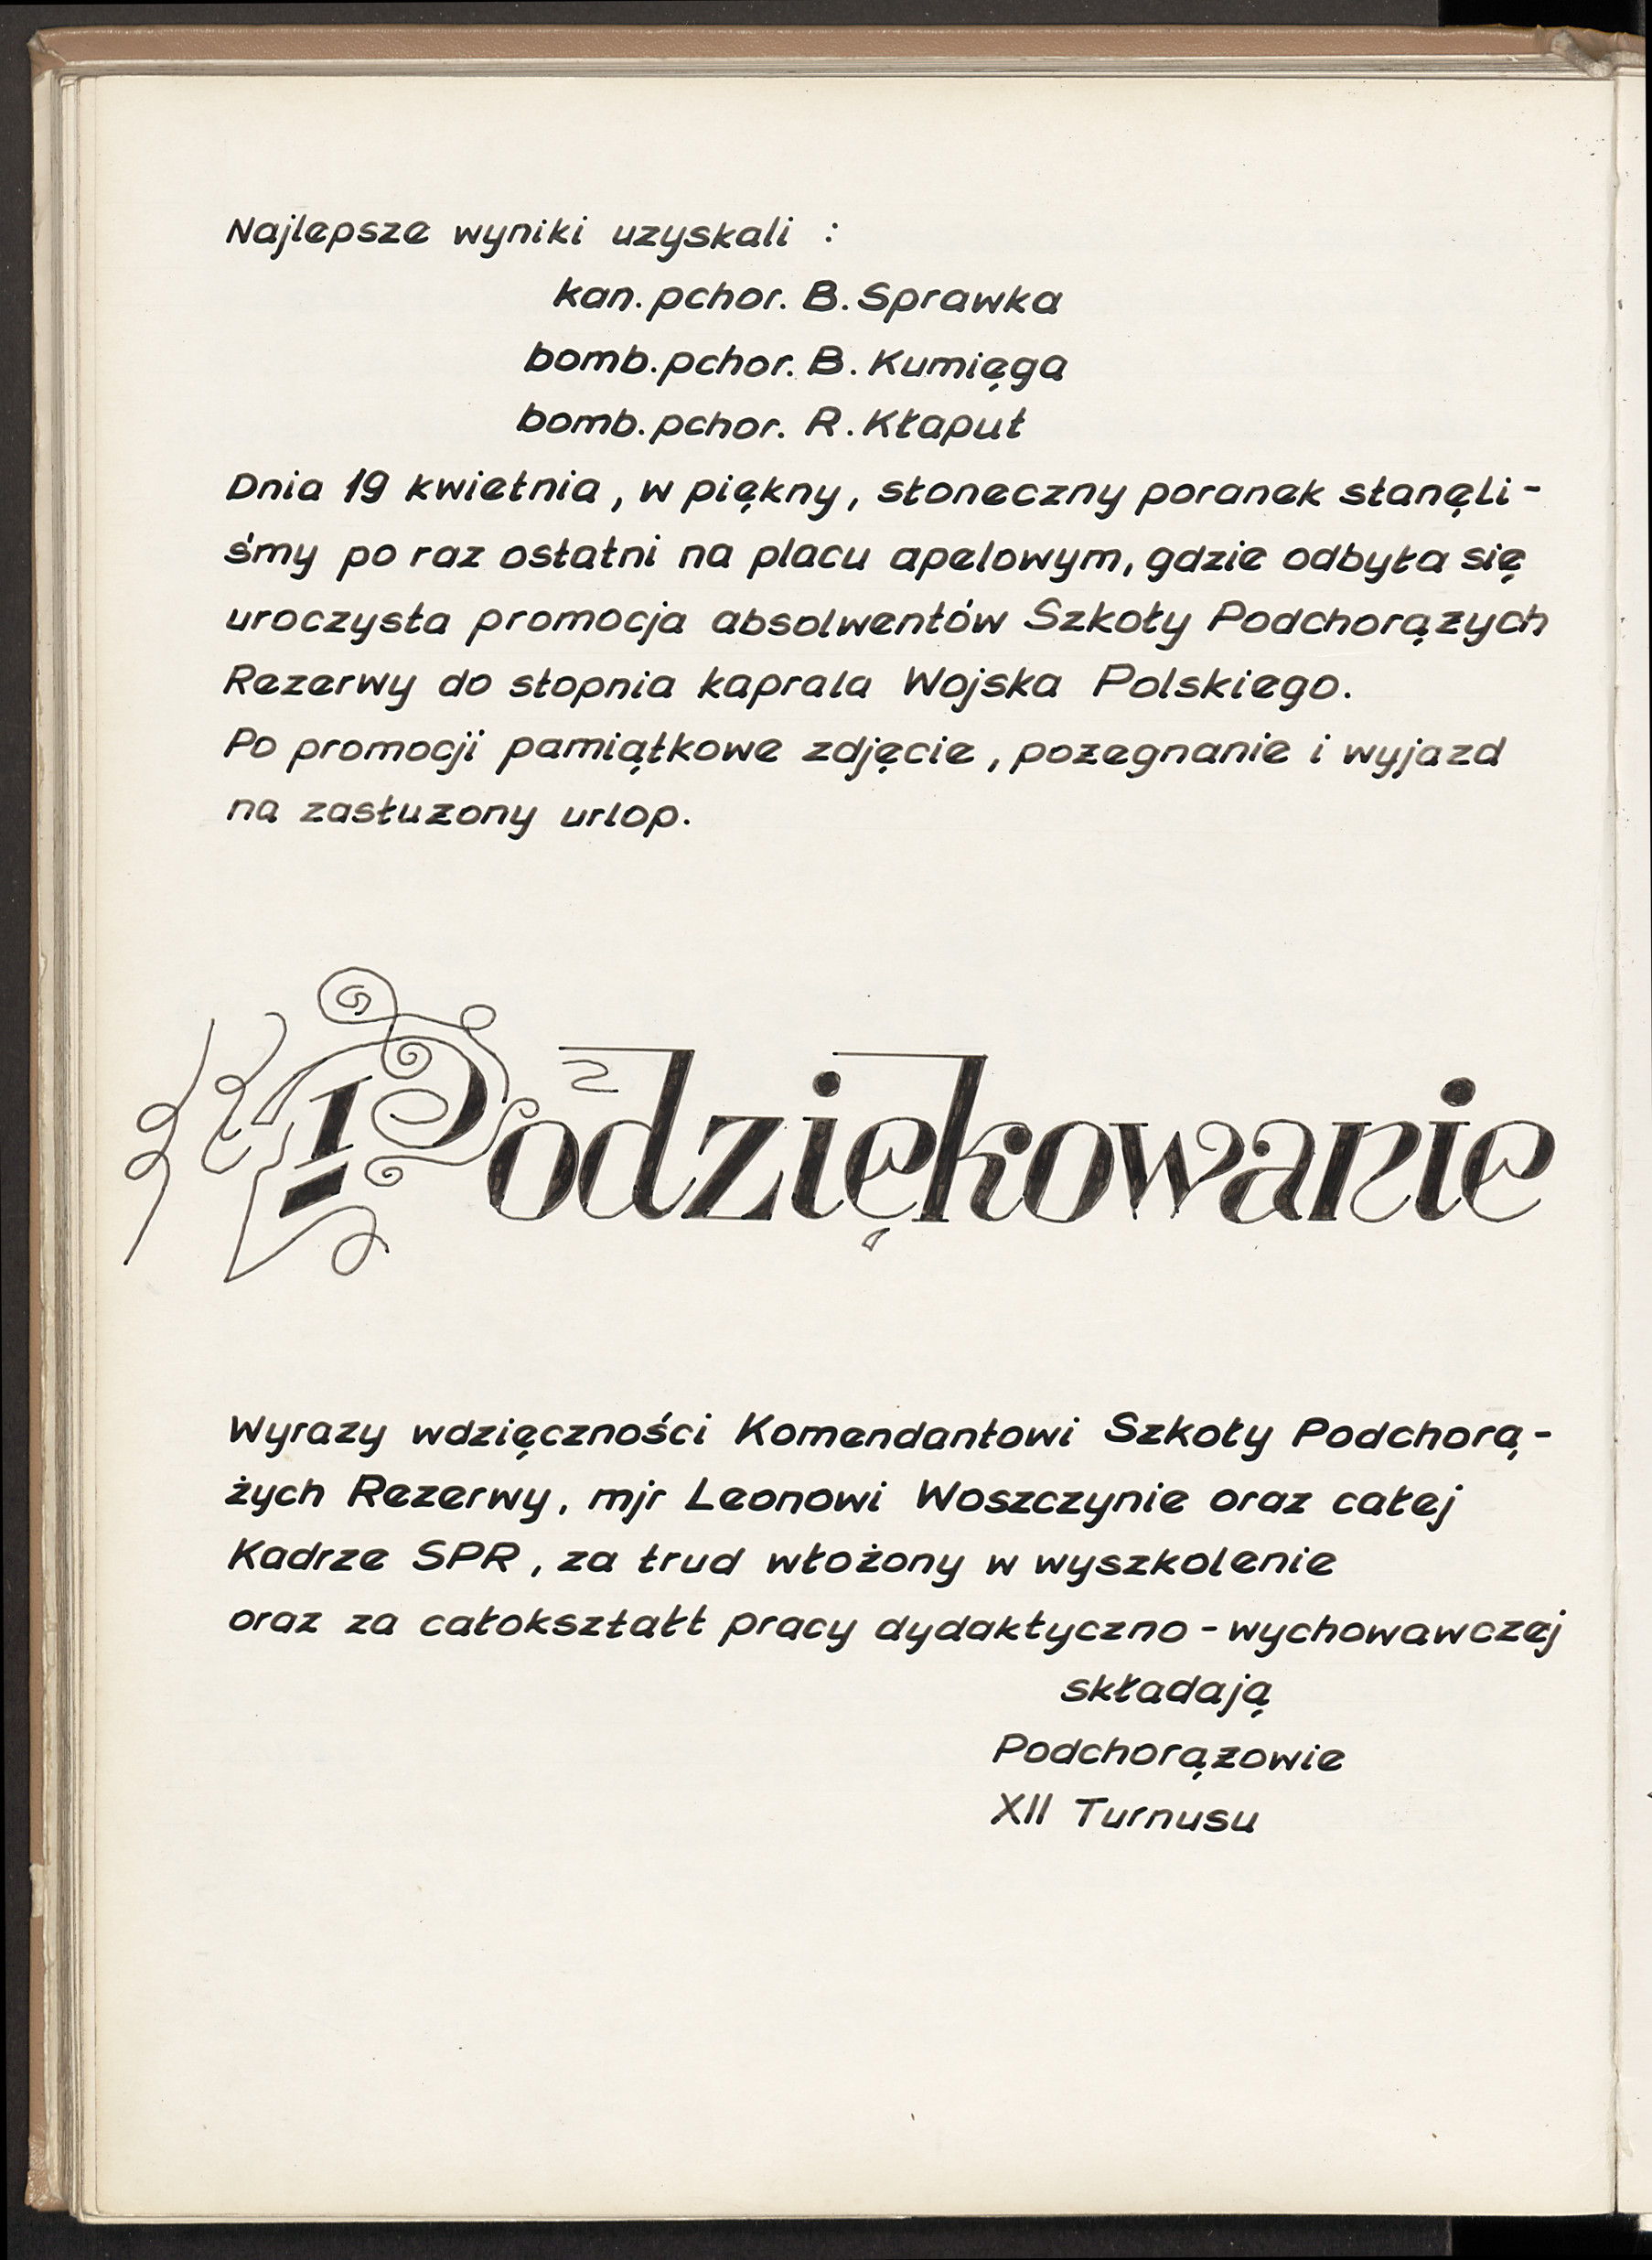 Najlepsze wyniki uzyskali :
kan. pchor. B. Sprawka
bomb. pchor. B. Kumięga
bomb. pchor. R. Kłaput
Dnia 19 kwietnia, w piękny, słoneczny poranek stanęli-
śmy po raz ostatni na placu apelowym, gdzie odbyła się
uroczysta promocja absolwentów Szkoły Podchorążych
Rezerwy do stopnia kaprala Wojska Polskiego.
Po promocji pamiątkowe zdjęcie, pożegnanie i wyjazd
na zasłużony urlop.
Podziękowanie
Wyrazy wdzięczności Komendantowi Szkoły Podchorą-
żych Rezerwy, mjr Leonowi Woszczynie oraz całej
Kadrze SPR, za trud włożony w wyszkolenie
oraz za całokształt pracy dydaktyczno-wychowawczej
składają
Podchorążowie
XII Turnusu